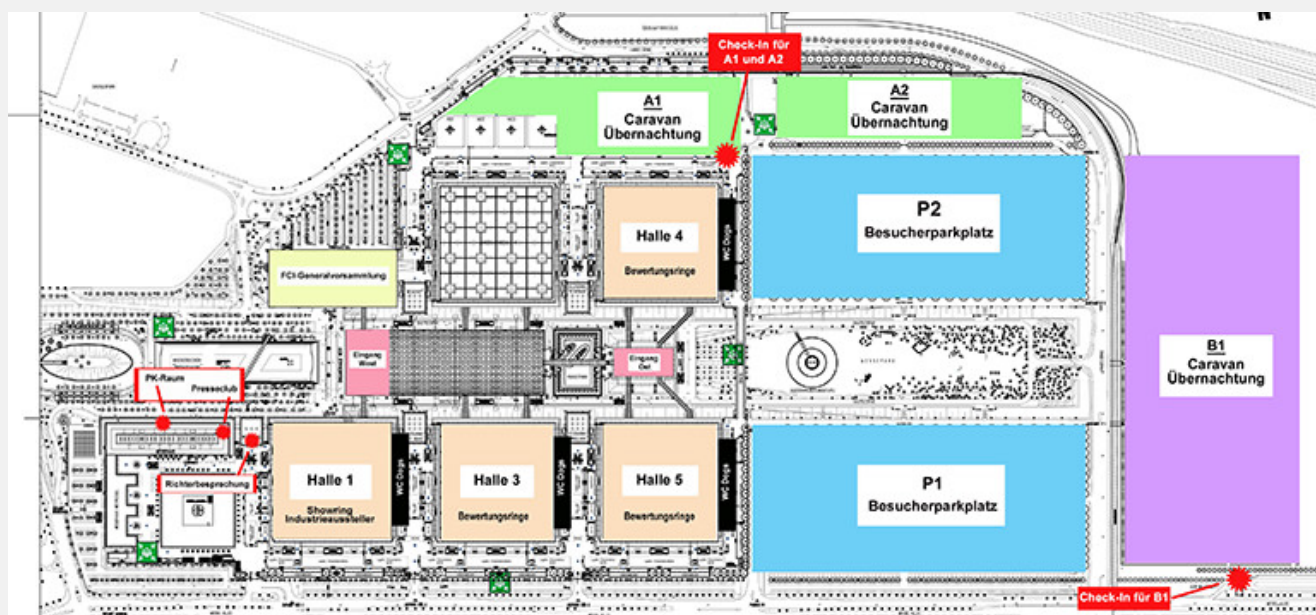 Check-In für
A1 und A2
A1
Caravan
Übernachtung
A2
Caravan
Übernachtung
P2
Besucherparkplatz
Halle 4
Bewertungsringe
WC Dogs
FCI-Generalversammlung
Eingang
West
Eingang
Ost
B1
Caravan
Übernachtung
PK-Raum
Presseclub
Richterbesprechung
Halle 1
Showring
Industrieaussteller
WC Dogs
Halle 3
Bewertungsringe
WC Dogs
Halle 5
Bewertungsringe
WC Dogs
P1
Besucherparkplatz
Check-In für B1